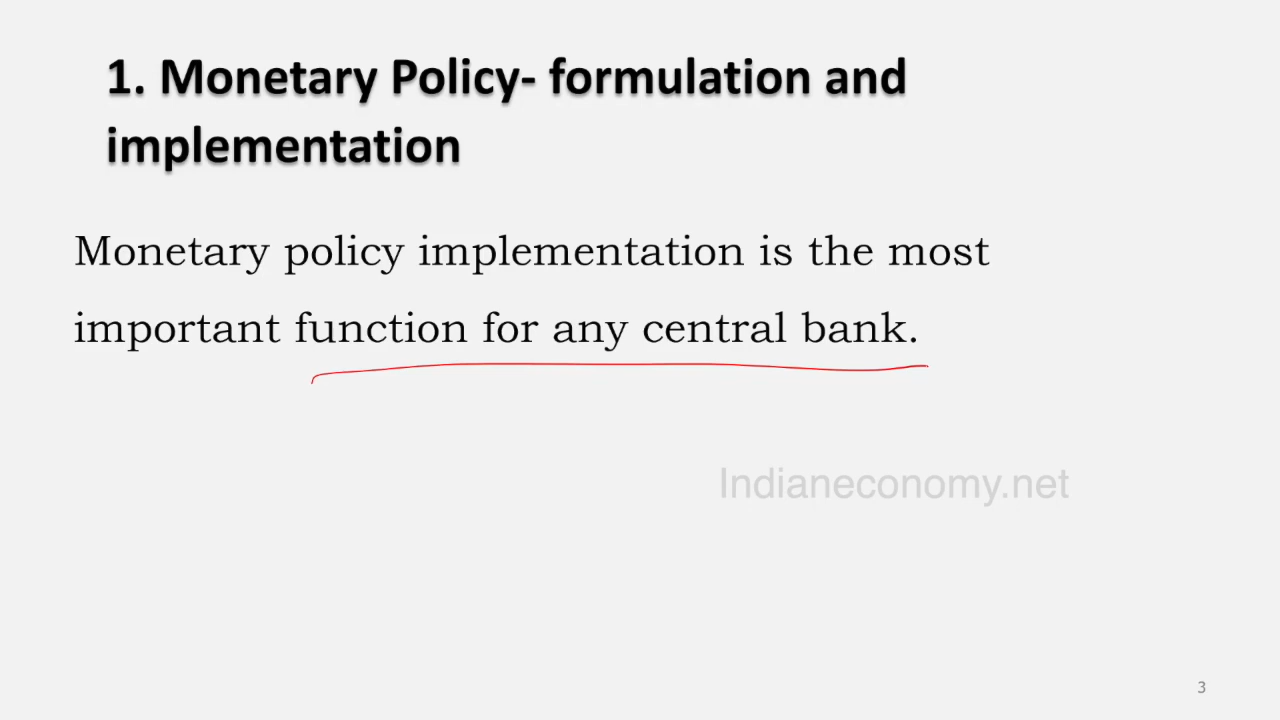 1. Monetary Policy- formulation and
implementation
Monetary policy implementation is the most
important function for any central bank.
Indianeconomy.net
3